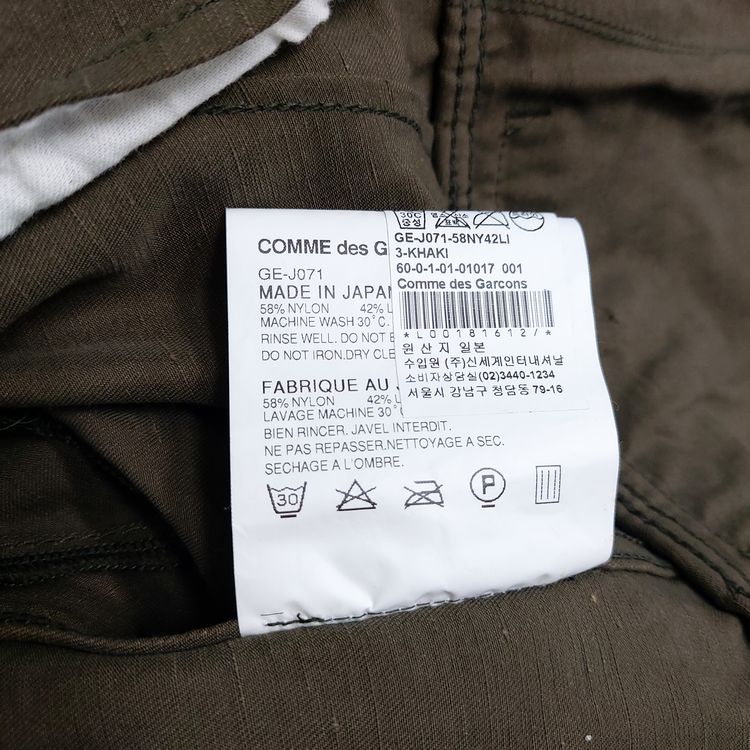 COMME des G
GE-J071
MADE IN JAPAN
58% NYLON 42% L
MACHINE WASH 30°C.
RINSE WELL. DO NOT B
DO NOT IRON.DRY CLE
FABRIQUE AU J
58% NYLON 42% L
LAVAGE MACHINE 30°C
BIEN RINCER. JAVEL INTERDIT.
NE PAS REPASSER.NETTOYAGE A SEC.
SECHAGE A L'OMBRE.
30
P
30℃
중성
GE-J071-58NY42LI
3-KHAKI
60-0-1-01-01017 001
Comme des Garcons
*L00181612/*
원산지 일본
수입원 (주)신세계인터내셔날
소비자상담실(02)3440-1234
서울시 강남구 청담동 79-16